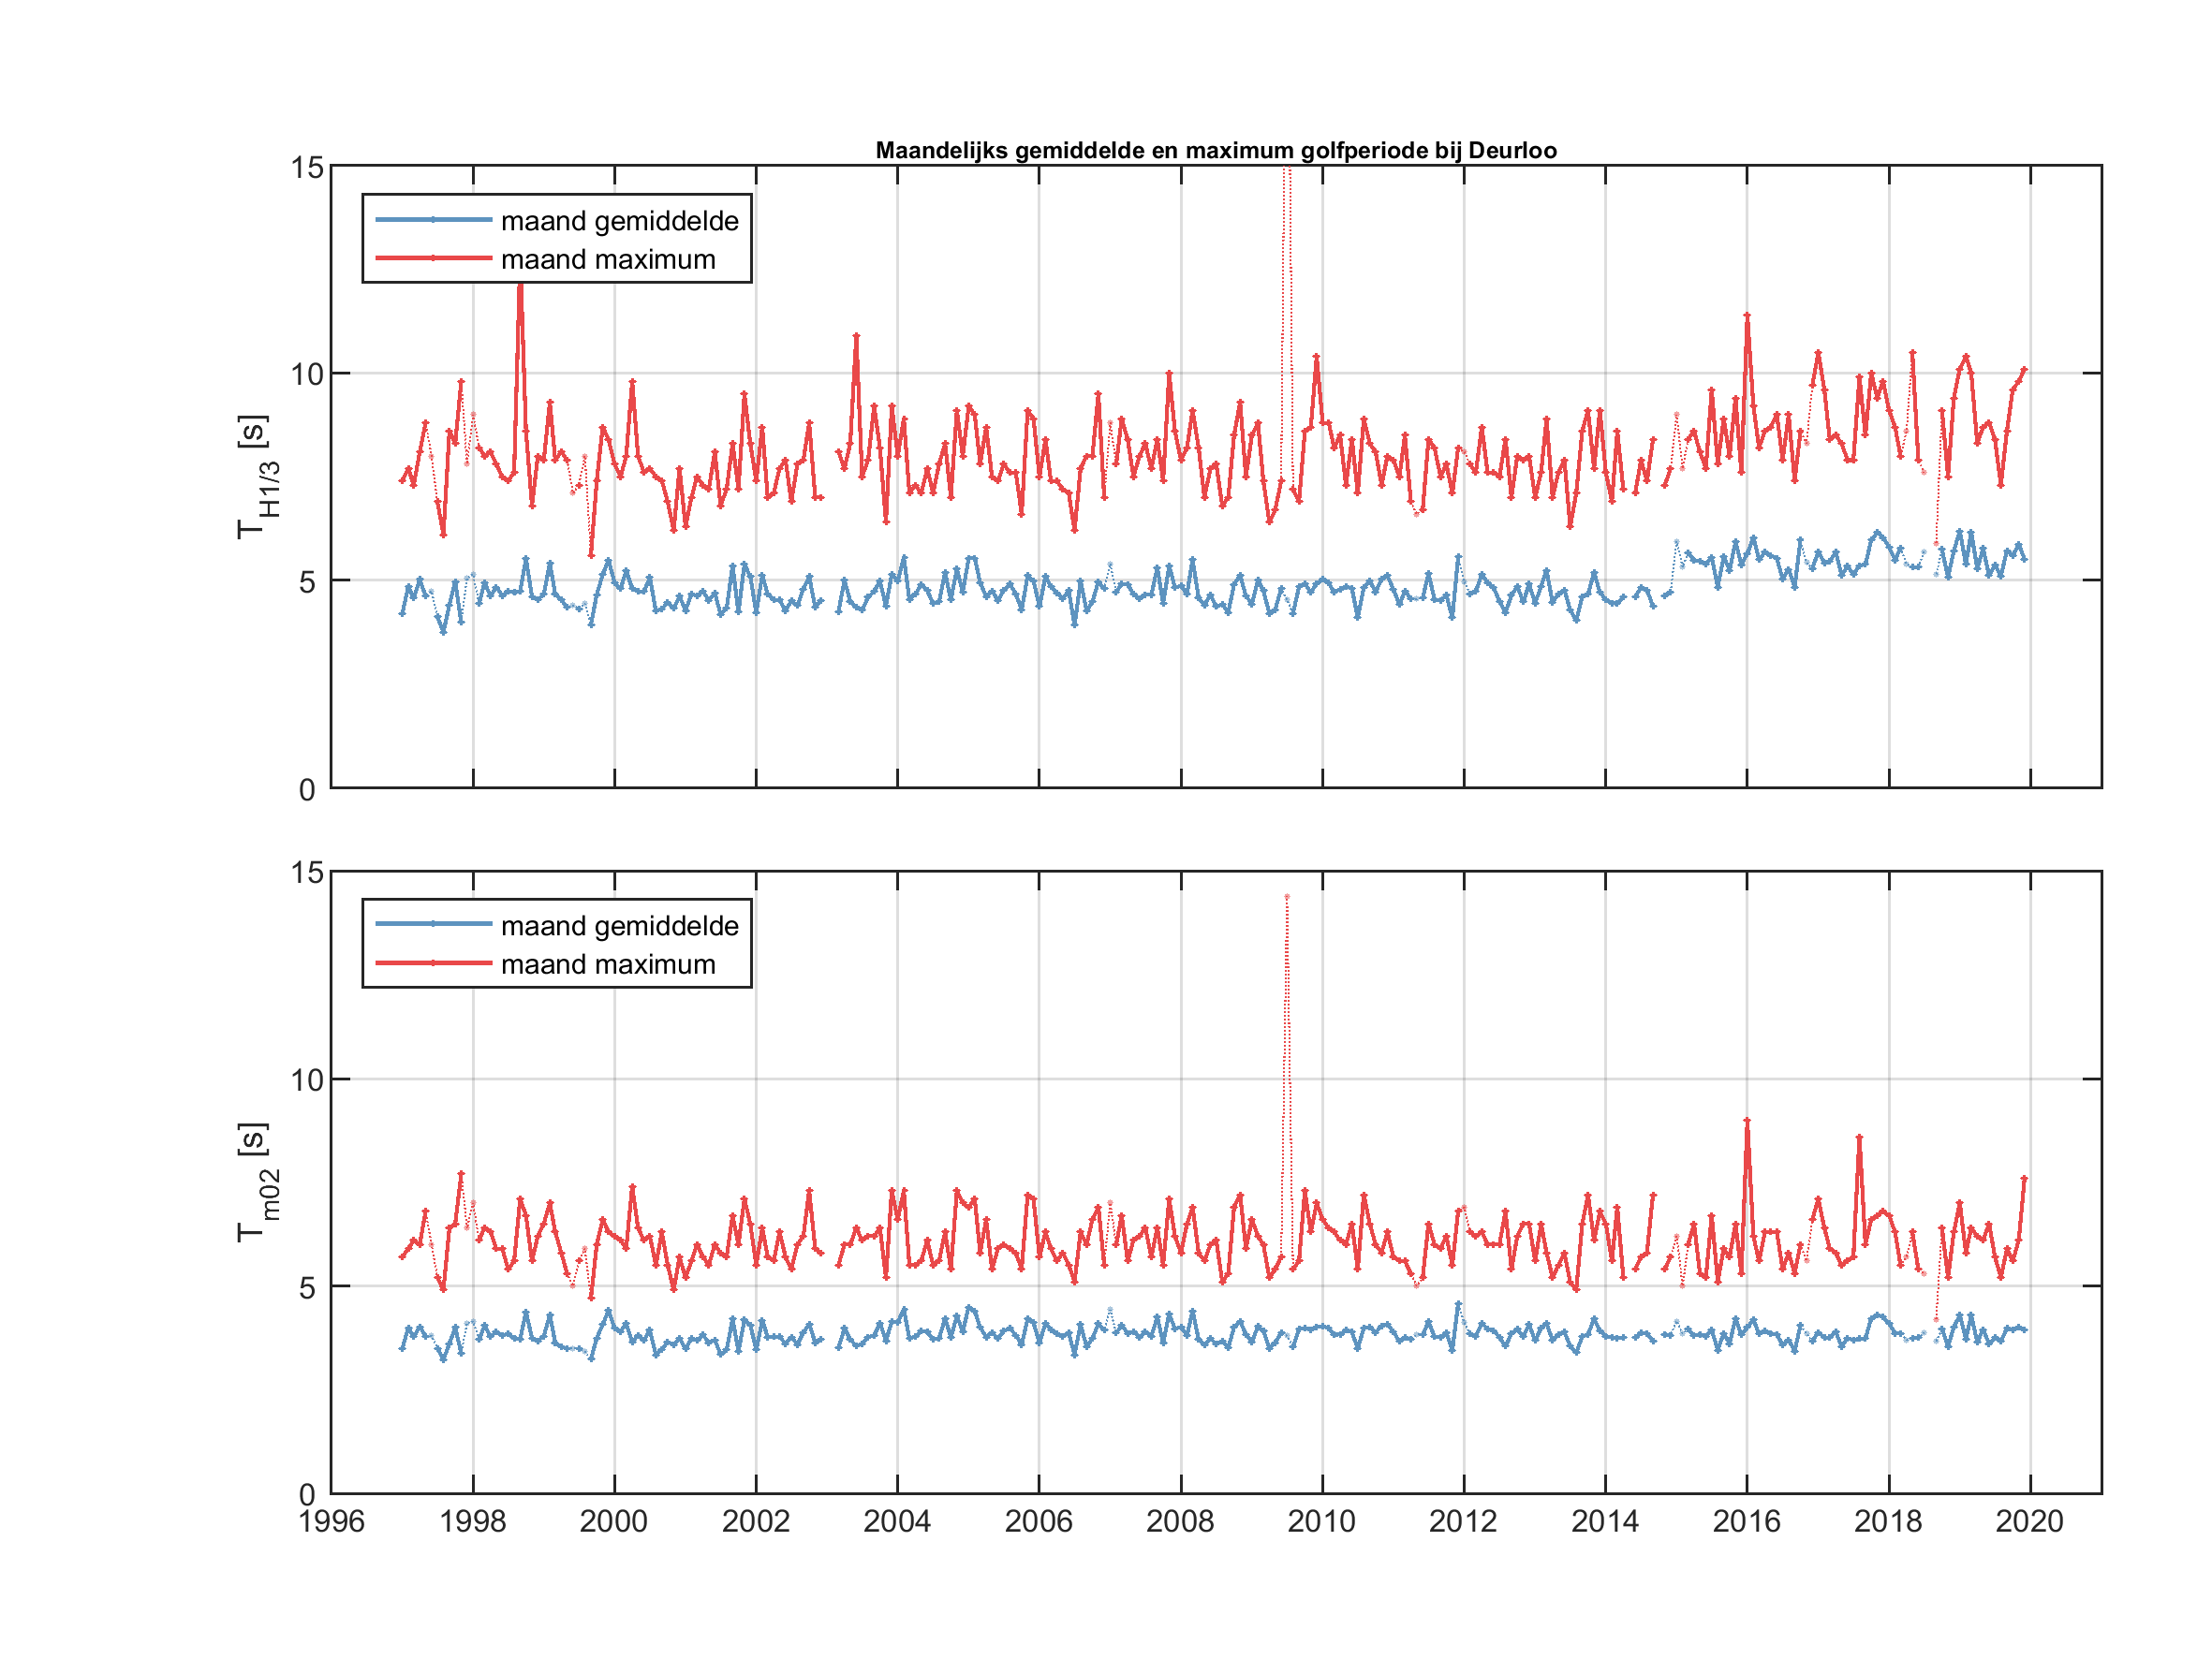 Maandelijks gemiddelde en maximum golfperiode bij Deurloo
15
10
5
0
T_H1/3 [s]
maand gemiddelde
maand maximum
15
10
5
0
T_m02 [s]
maand gemiddelde
maand maximum
1996 1998 2000 2002 2004 2006 2008 2010 2012 2014 2016 2018 2020